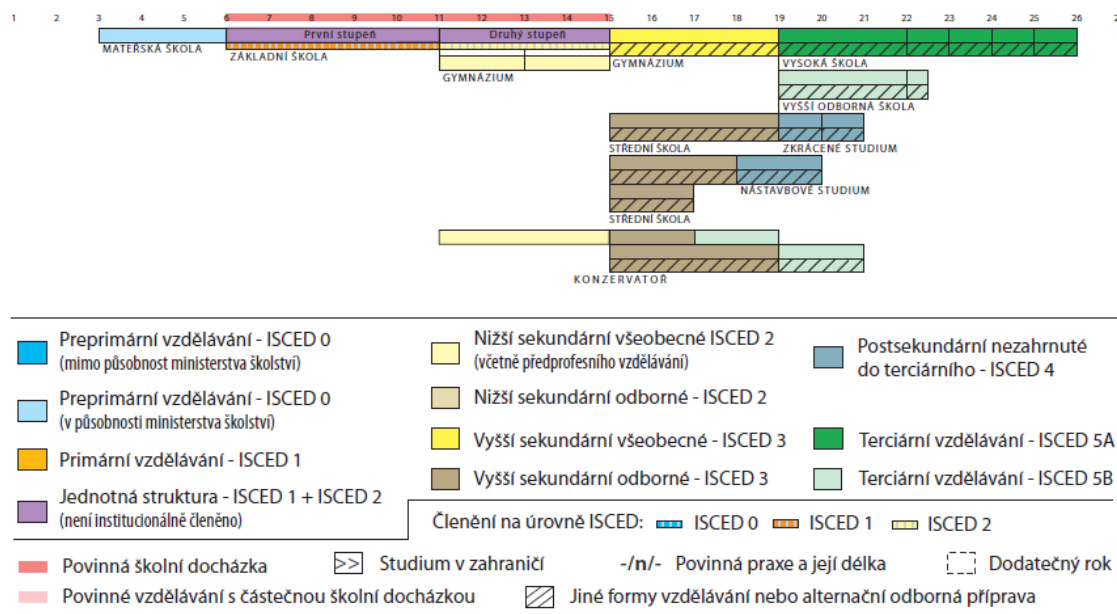 1 2 3 4 5 6 7 8 9 10 11 12 13 14 15 16 17 18 19 20 21 22 23 24 25 26
První stupeň Druhý stupeň
MATEŘSKÁ ŠKOLA ZÁKLADNÍ ŠKOLA GYMNÁZIUM VYSOKÁ ŠKOLA
GYMNÁZIUM
VYŠŠÍ ODBORNÁ ŠKOLA
STŘEDNÍ ŠKOLA ZKRÁCENÉ STUDIUM
NÁSTAVBOVÉ STUDIUM
STŘEDNÍ ŠKOLA
KONZERVATOŘ
Preprimární vzdělávání - ISCED 0
(mimo působnost ministerstva školství)
Preprimární vzdělávání - ISCED 0
(v působnosti ministerstva školství)
Primární vzdělávání - ISCED 1
Jednotná struktura - ISCED 1 + ISCED 2
(není institucionálně členěno)
Nižší sekundární všeobecné ISCED 2
(včetně předprofesního vzdělávání)
Nižší sekundární odborné - ISCED 2
Vyšší sekundární všeobecné - ISCED 3
Vyšší sekundární odborné - ISCED 3
Postsekundární nezahrnuté
do terciárního - ISCED 4
Terciární vzdělávání - ISCED 5A
Terciární vzdělávání - ISCED 5B
Členění na úrovně ISCED: ISCED 0 ISCED 1 ISCED 2
Povinná školní docházka >> Studium v zahraničí -/n/- Povinná praxe a její délka Dodatečný rok
Povinné vzdělávání s částečnou školní docházkou Jiné formy vzdělávání nebo alternační odborná příprava